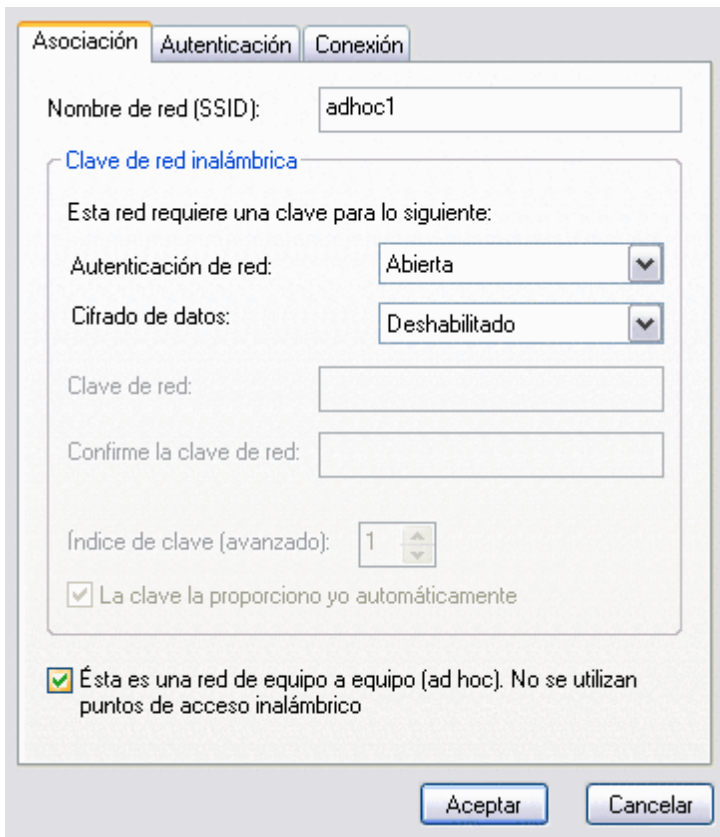 Asociación Autenticación Conexión
Nombre de red (SSID): adhoc1
Clave de red inalámbrica
Esta red requiere una clave para lo siguiente:
Autenticación de red: Abierta
Cifrado de datos: Deshabilitado
Clave de red:
Confirme la clave de red:
Índice de clave (avanzado): 1
La clave la proporciono yo automáticamente
Ésta es una red de equipo a equipo (ad hoc). No se utilizan
puntos de acceso inalámbrico
Aceptar Cancelar